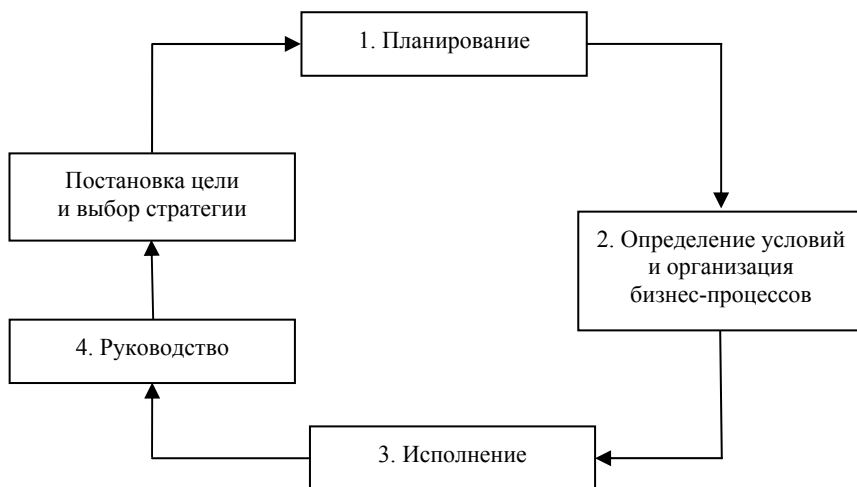 1. Планирование
Постановка цели
и выбор стратегии
2. Определение условий
и организация
бизнес-процессов
4. Руководство
3. Исполнение